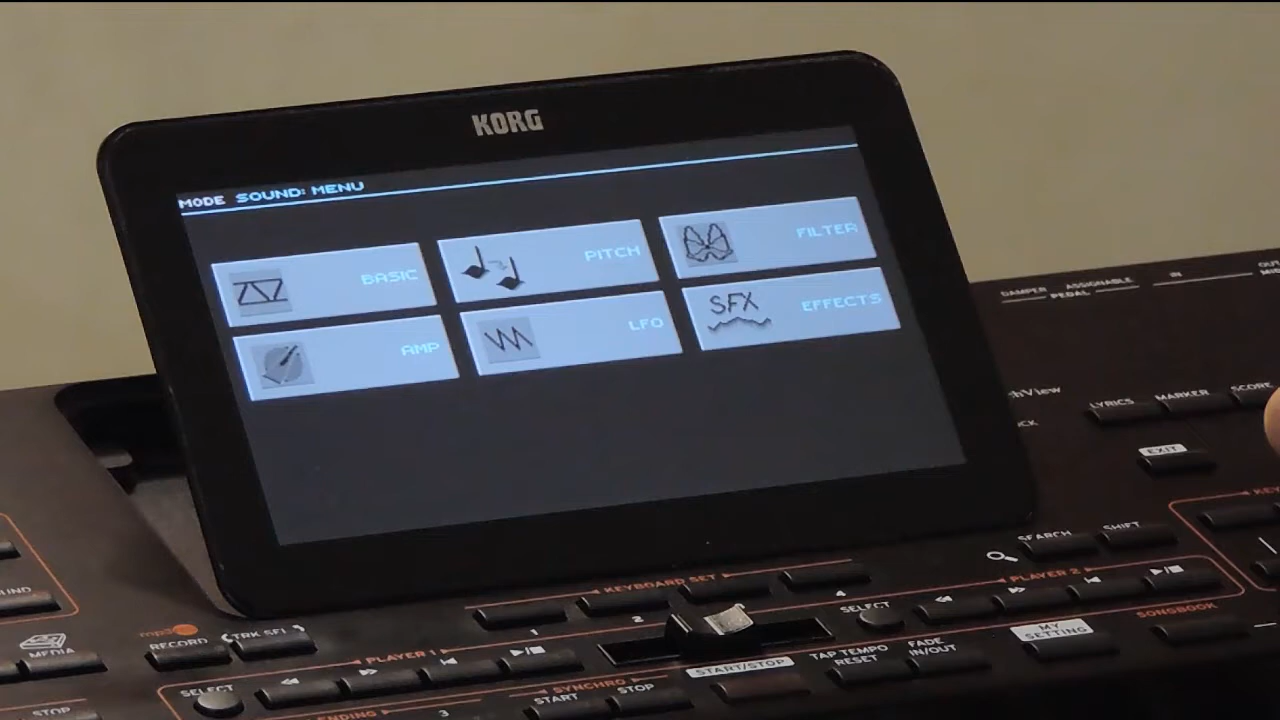 KORG
MODE SOUND: MENU
BASIC
PITCH
FILTER
AMP
LFO
SFX
EFFECTS
DAMPER
ASSIGNABLE
PEDAL
IN
LYRICS
MARKER
SCORE
EXIT
SEARCH
SHIFT
KEYBOARD SET
1
2
4
PLAYER 2
SELECT
MY
SETTING
SONGBOOK
mp3
RECORD
MEDIA
PLAYER 1
SELECT
SYNCHRO
START
STOP
START/STOP
TAP TEMPO
RESET
FADE
IN/OUT
STOP
ENDING
3